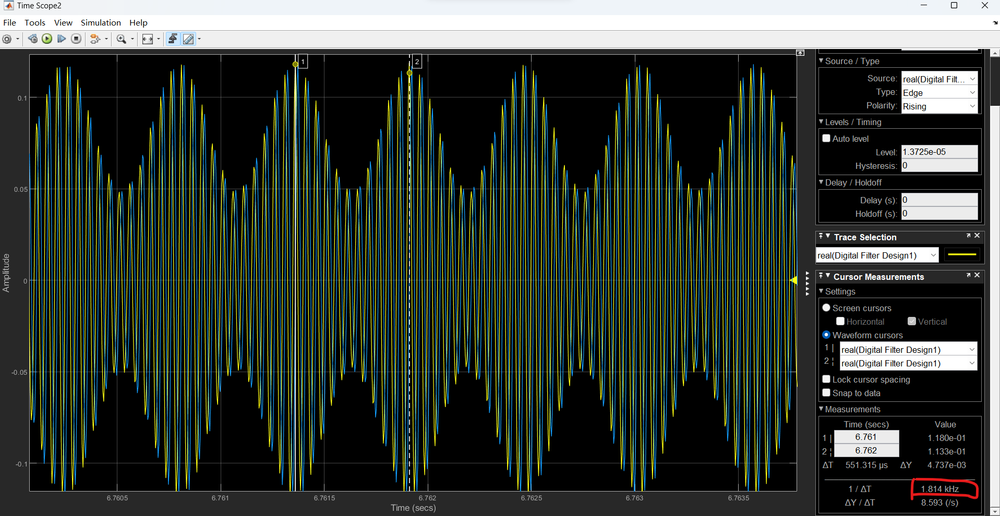 Time Scope2
File Tools View Simulation Help
1
2
0.1
0.05
0
-0.05
-0.1
Amplitude
6.7605 6.761 6.7615 6.762 6.7625 6.763 6.7635
Time (secs)
Source / Type
Source: real(Digital Filt...
Type: Edge
Polarity: Rising
Levels / Timing
Auto level
Level: 1.3725e-05
Hysteresis: 0
Delay / Holdoff
Delay (s): 0
Holdoff (s): 0
Trace Selection
real(Digital Filter Design1)
Cursor Measurements
Settings
Screen cursors
Horizontal Vertical
Waveform cursors
1 | real(Digital Filter Design1)
2 ¦ real(Digital Filter Design1)
Lock cursor spacing
Snap to data
Measurements
Time (secs) Value
1 | 6.761 1.180e-01
2 ¦ 6.762 1.133e-01
ΔT 551.315 µs ΔY 4.737e-03
1 / ΔT 1.814 kHz
ΔY / ΔT 8.593 (/s)